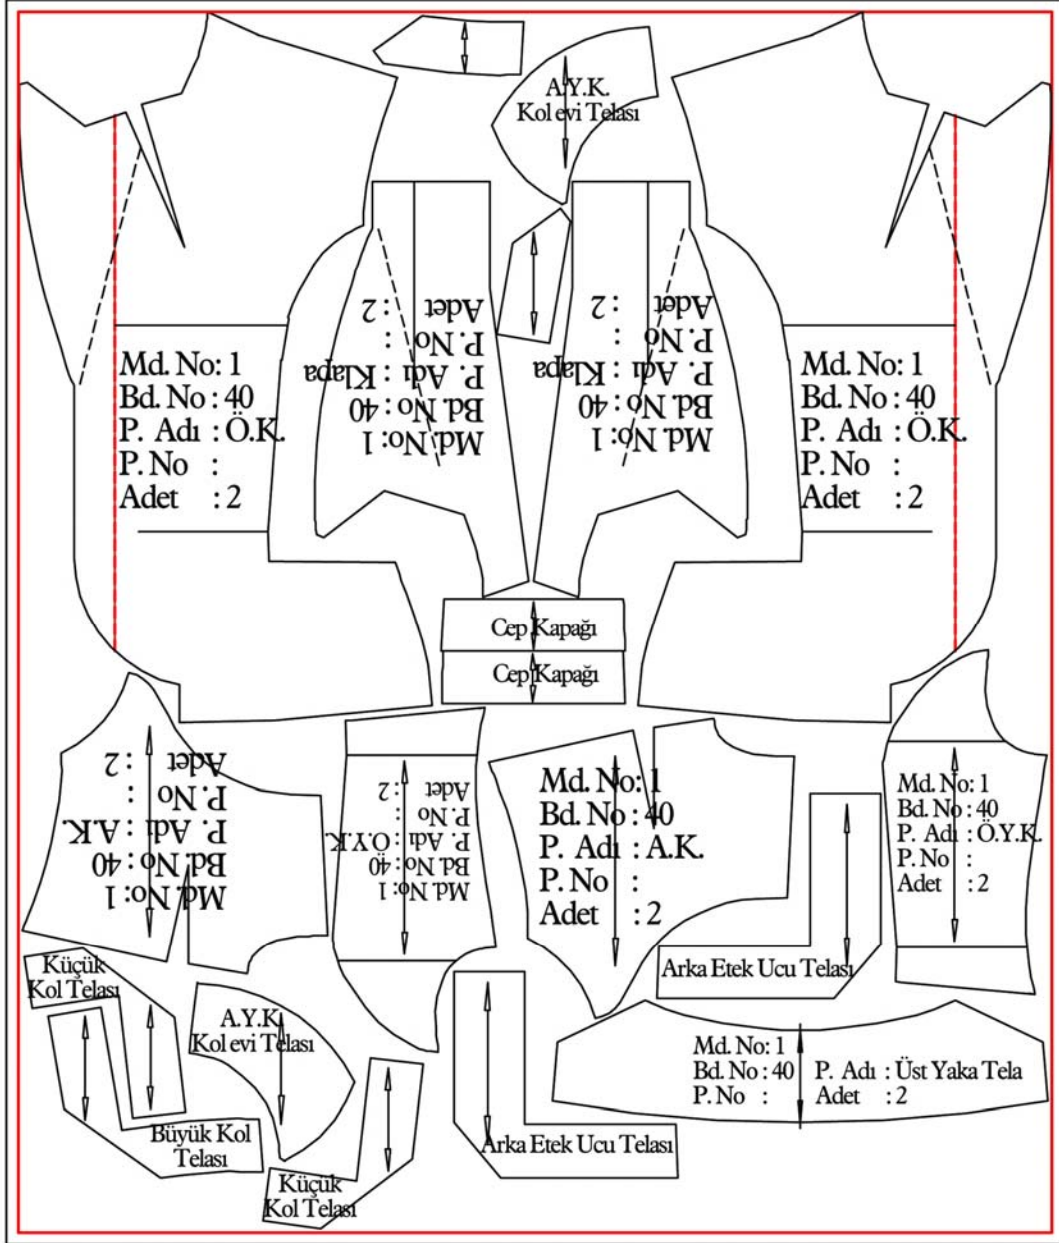 A.Y.K.
Kol evi Telası
Md. No: 1
Bd. No : 40
P. Adı : Ö.K.
P. No :
Adet : 2
Md. No: 1
Bd. No : 40
P. Adı : Klapa
P. No :
Adet : 2
Md. No: 1
Bd. No : 40
P. Adı : Klapa
P. No :
Adet : 2
Md. No: 1
Bd. No : 40
P. Adı : Ö.K.
P. No :
Adet : 2
Cep Kapağı
Cep Kapağı
Md. No: 1
Bd. No : 40
P. Adı : A.K.
P. No :
Adet : 2
Md. No: 1
Bd. No : 40
P. Adı : Ö.Y.K.
P. No :
Adet : 2
Md. No: 1
Bd. No : 40
P. Adı : A.K.
P. No :
Adet : 2
Md. No: 1
Bd. No : 40
P. Adı : Ö.Y.K.
P. No :
Adet : 2
Küçük
Kol Telası
Arka Etek Ucu Telası
A.Y.K.
Kol evi Telası
Md. No: 1
Bd. No : 40 P. Adı : Üst Yaka Tela
P. No : Adet : 2
Büyük Kol
Telası
Arka Etek Ucu Telası
Küçük
Kol Telası